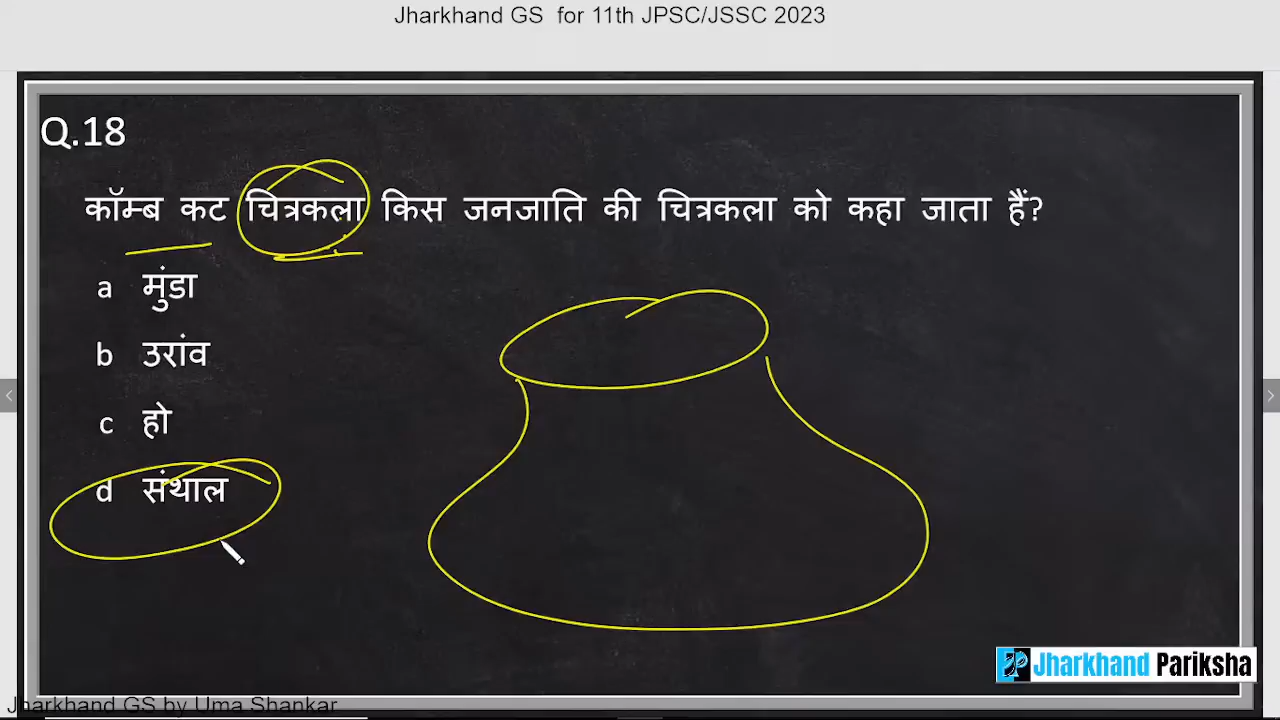 Jharkhand GS for 11th JPSC/JSSC 2023
Q.18
कॉम्ब कट चित्रकला किस जनजाति की चित्रकला को कहा जाता हैं?
a मुंडा
b उरांव
c हो
d संथाल
Jharkhand Pariksha
Jharkhand GS by Uma Shankar